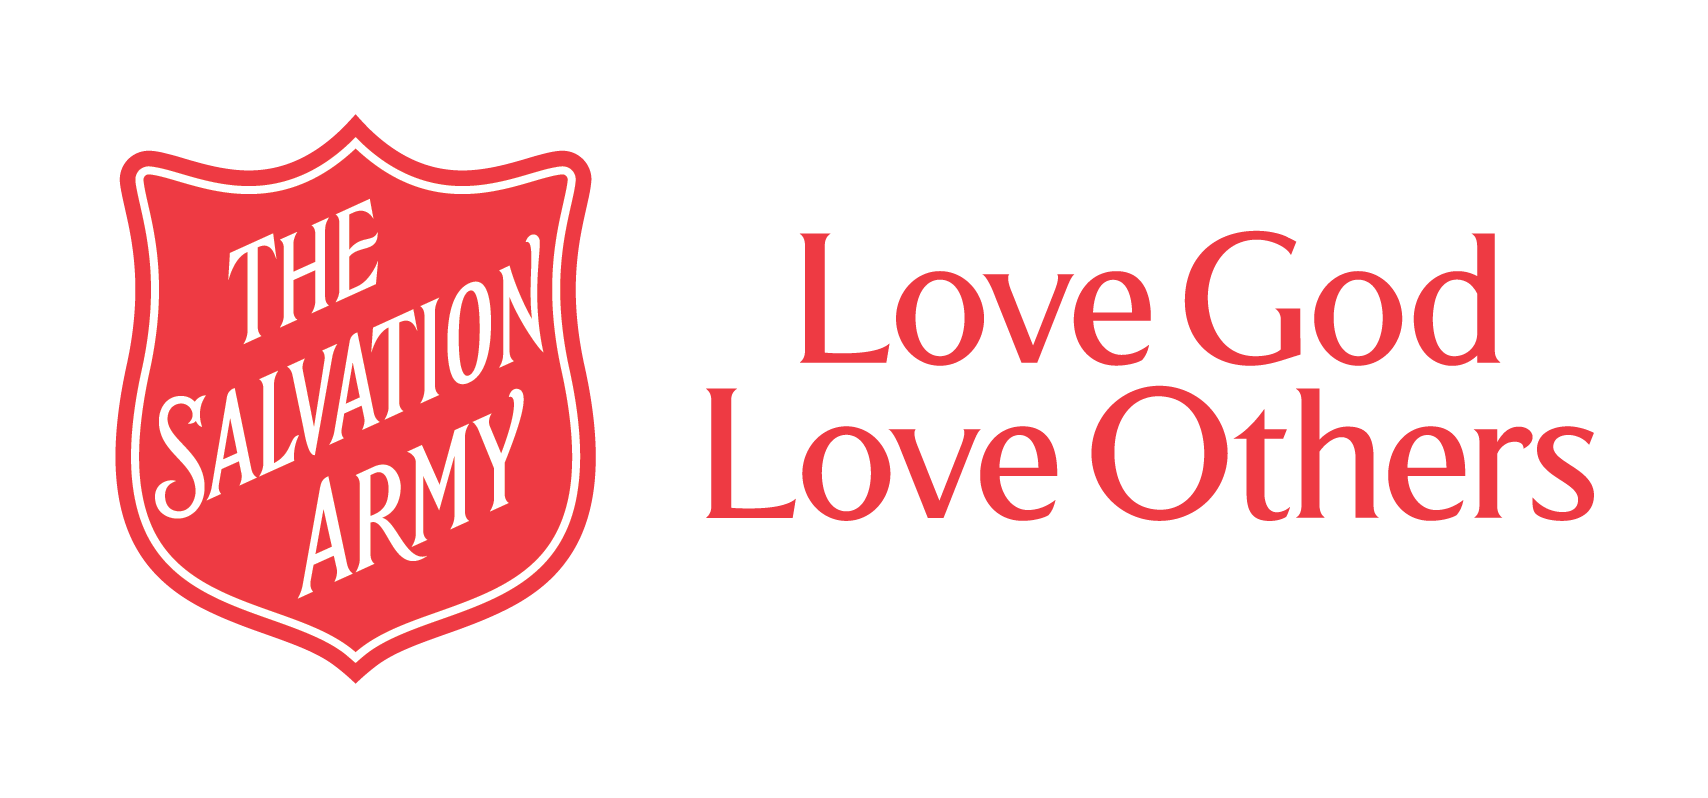 THE
SALVATION
ARMY
Love God
Love Others